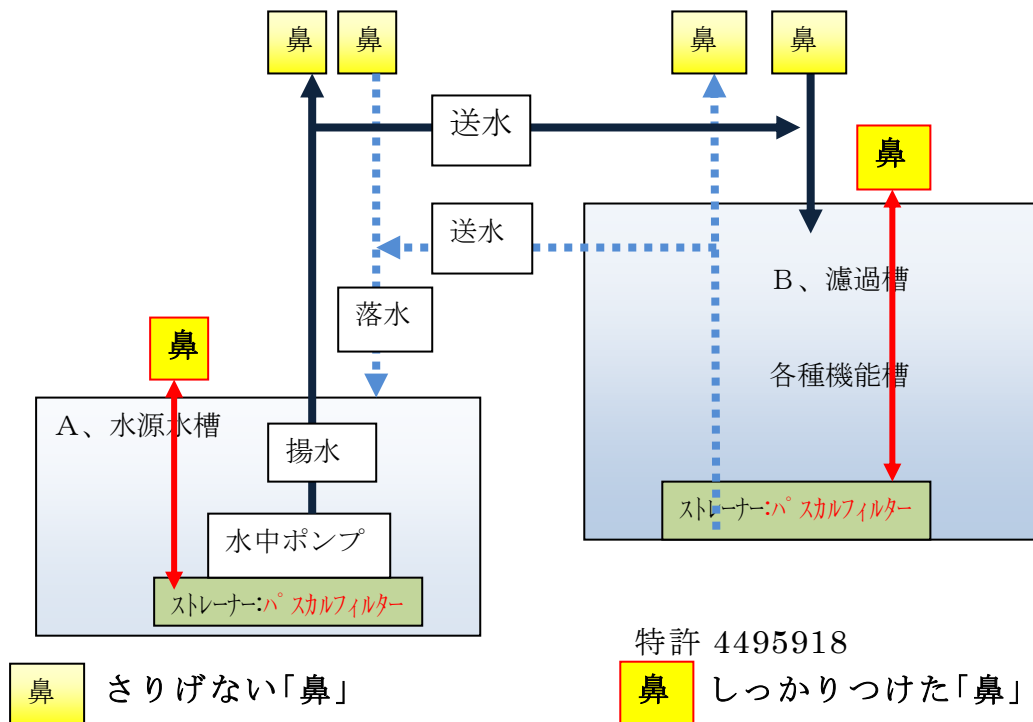 鼻 鼻 鼻 鼻
送水
鼻
送水
B、濾過槽
落水
鼻
各種機能槽
A、水源水槽
揚水
ストレーナー:パスカルフィルター
水中ポンプ
ストレーナー:パスカルフィルター
特許 4495918
鼻 さりげない「鼻」
鼻 しっかりつけた「鼻」